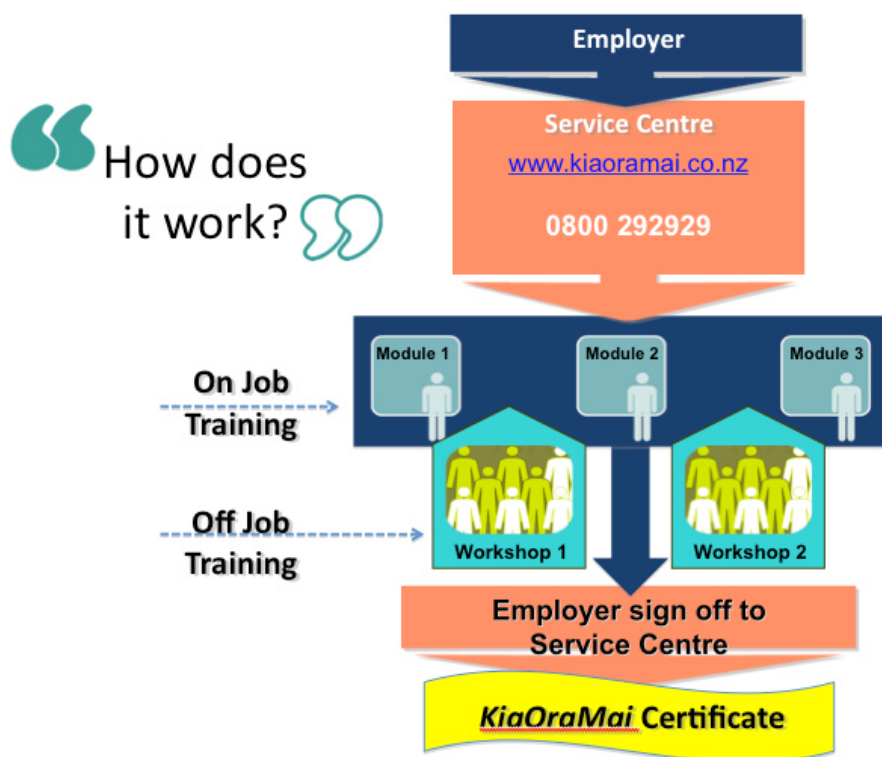 Employer
Service Centre
www.kiaoramai.co.nz
0800 292929
How does
it work?
Module 1
Module 2
Module 3
On Job
Training
Off Job
Training
Workshop 1
Workshop 2
Employer sign off to
Service Centre
KiaOraMai Certificate